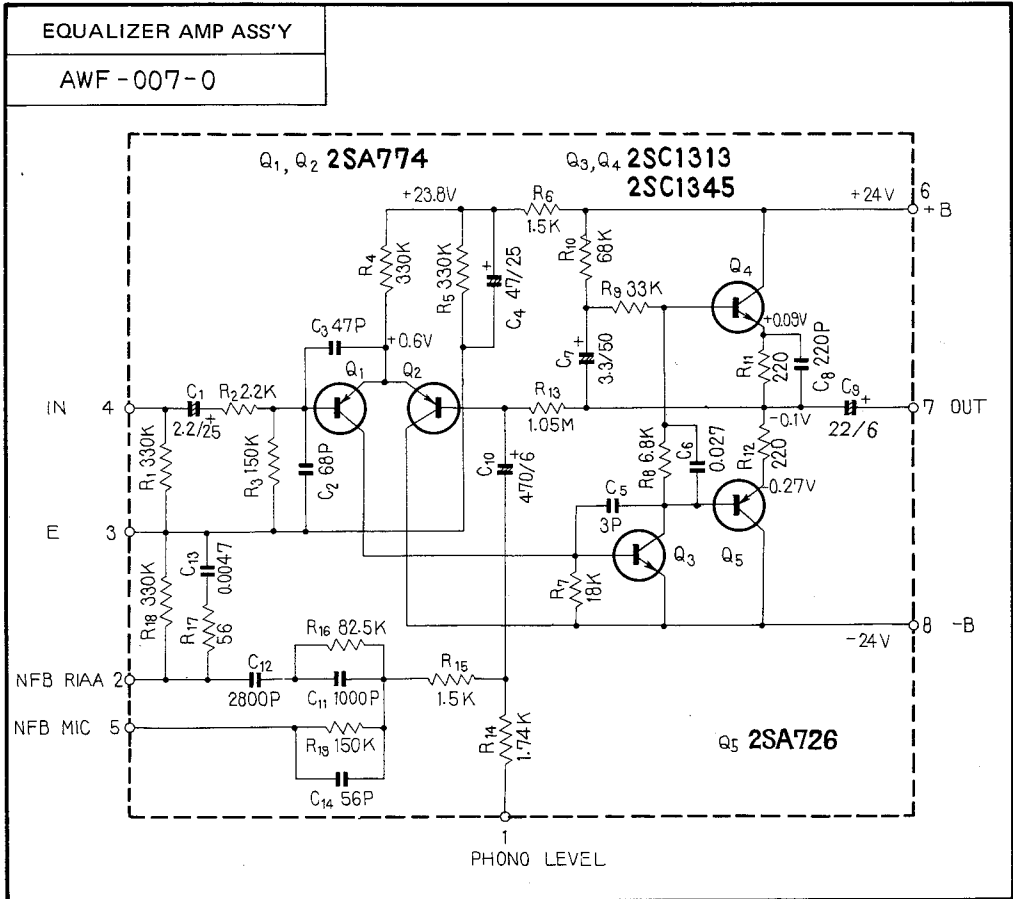 EQUALIZER AMP ASS'Y
AWF-007-0
Q1, Q2 2SA774
Q3, Q4 2SC1313
2SC1345
+23.8V
R6
1.5K
+24V
6
+B
R4
330K
R5 330K
C4 47/25
+
R10
68K
Q4
R9 33K
C3 47P
+0.6V
+0.09V
C7
3.3/50
+
R11
220
C8 220P
Q1
Q2
C9
IN
4
C1
2.2/25
+
R2 2.2K
R13
1.05M
+
22/6
7
OUT
-0.1V
R1 330K
R3 150K
C2 68P
C10
470/6
+
R8 6.8K
C6
0.027
R12
220
-0.27V
C5
3P
E
3
Q3
Q5
C13
0.0047
R7
18K
R18 330K
R17
56
R16 82.5K
8
-B
-24V
NFB RIAA 2
C12
2800P
C11 1000P
R15
1.5K
NFB MIC 5
R19 150K
R14
1.74K
Q5 2SA726
C14 56P
1
PHONO LEVEL